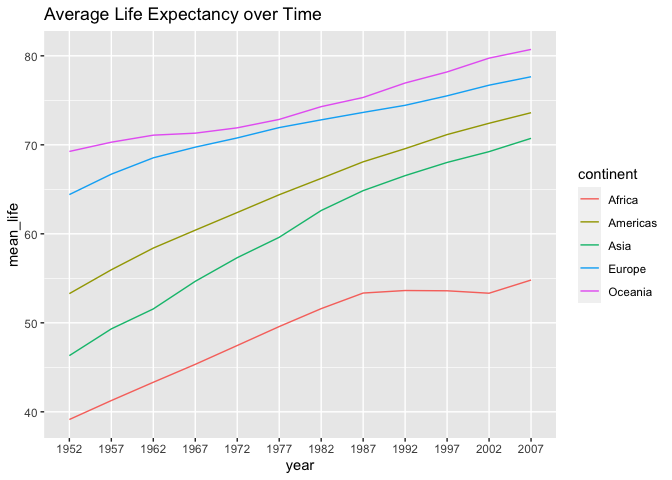 Average Life Expectancy over Time
80
70
60
50
40
mean_life
1952 1957 1962 1967 1972 1977 1982 1987 1992 1997 2002 2007
year
continent
Africa
Americas
Asia
Europe
Oceania